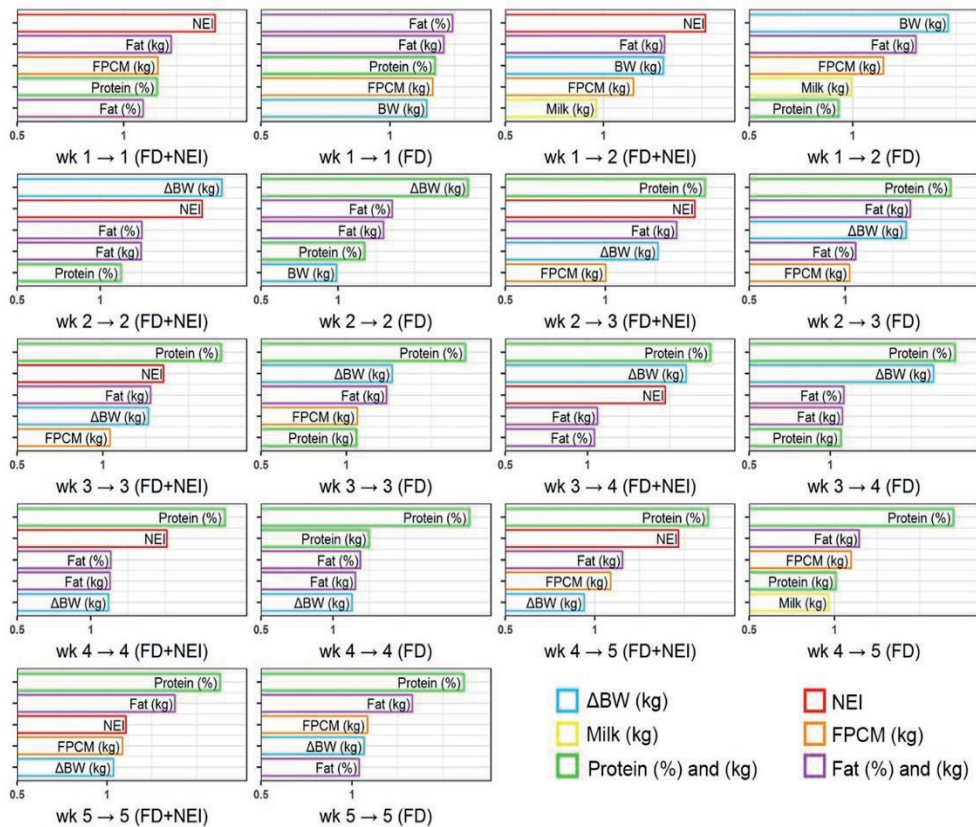 NEI
Fat (kg)
FPCM (kg)
Protein (%)
Fat (%)
0.5 1
wk 1 → 1 (FD+NEI)
Fat (%)
Fat (kg)
Protein (%)
FPCM (kg)
BW (kg)
0.5 1
wk 1 → 1 (FD)
NEI
Fat (kg)
BW (kg)
FPCM (kg)
Milk (kg)
0.5 1
wk 1 → 2 (FD+NEI)
BW (kg)
Fat (kg)
FPCM (kg)
Milk (kg)
Protein (%)
0.5 1
wk 1 → 2 (FD)
ΔBW (kg)
NEI
Fat (%)
Fat (kg)
Protein (%)
0.5 1
wk 2 → 2 (FD+NEI)
ΔBW (kg)
Fat (%)
Fat (kg)
Protein (%)
BW (kg)
0.5 1
wk 2 → 2 (FD)
Protein (%)
NEI
Fat (kg)
ΔBW (kg)
FPCM (kg)
0.5 1
wk 2 → 3 (FD+NEI)
Protein (%)
Fat (kg)
ΔBW (kg)
Fat (%)
FPCM (kg)
0.5 1
wk 2 → 3 (FD)
Protein (%)
NEI
Fat (kg)
ΔBW (kg)
FPCM (kg)
0.5 1
wk 3 → 3 (FD+NEI)
Protein (%)
ΔBW (kg)
Fat (kg)
FPCM (kg)
Protein (kg)
0.5 1
wk 3 → 3 (FD)
Protein (%)
ΔBW (kg)
NEI
Fat (kg)
Fat (%)
0.5 1
wk 3 → 4 (FD+NEI)
Protein (%)
ΔBW (kg)
Fat (%)
Fat (kg)
Protein (kg)
0.5 1
wk 3 → 4 (FD)
Protein (%)
NEI
Fat (%)
Fat (kg)
ΔBW (kg)
0.5 1
wk 4 → 4 (FD+NEI)
Protein (%)
Protein (kg)
Fat (%)
Fat (kg)
ΔBW (kg)
0.5 1
wk 4 → 4 (FD)
Protein (%)
NEI
Fat (kg)
FPCM (kg)
ΔBW (kg)
0.5 1
wk 4 → 5 (FD+NEI)
Protein (%)
Fat (kg)
FPCM (kg)
Protein (kg)
Milk (kg)
0.5 1
wk 4 → 5 (FD)
Protein (%)
Fat (kg)
NEI
FPCM (kg)
ΔBW (kg)
0.5 1
wk 5 → 5 (FD+NEI)
Protein (%)
Fat (kg)
FPCM (kg)
ΔBW (kg)
Fat (%)
0.5 1
wk 5 → 5 (FD)
ΔBW (kg)
Milk (kg)
Protein (%) and (kg)
NEI
FPCM (kg)
Fat (%) and (kg)